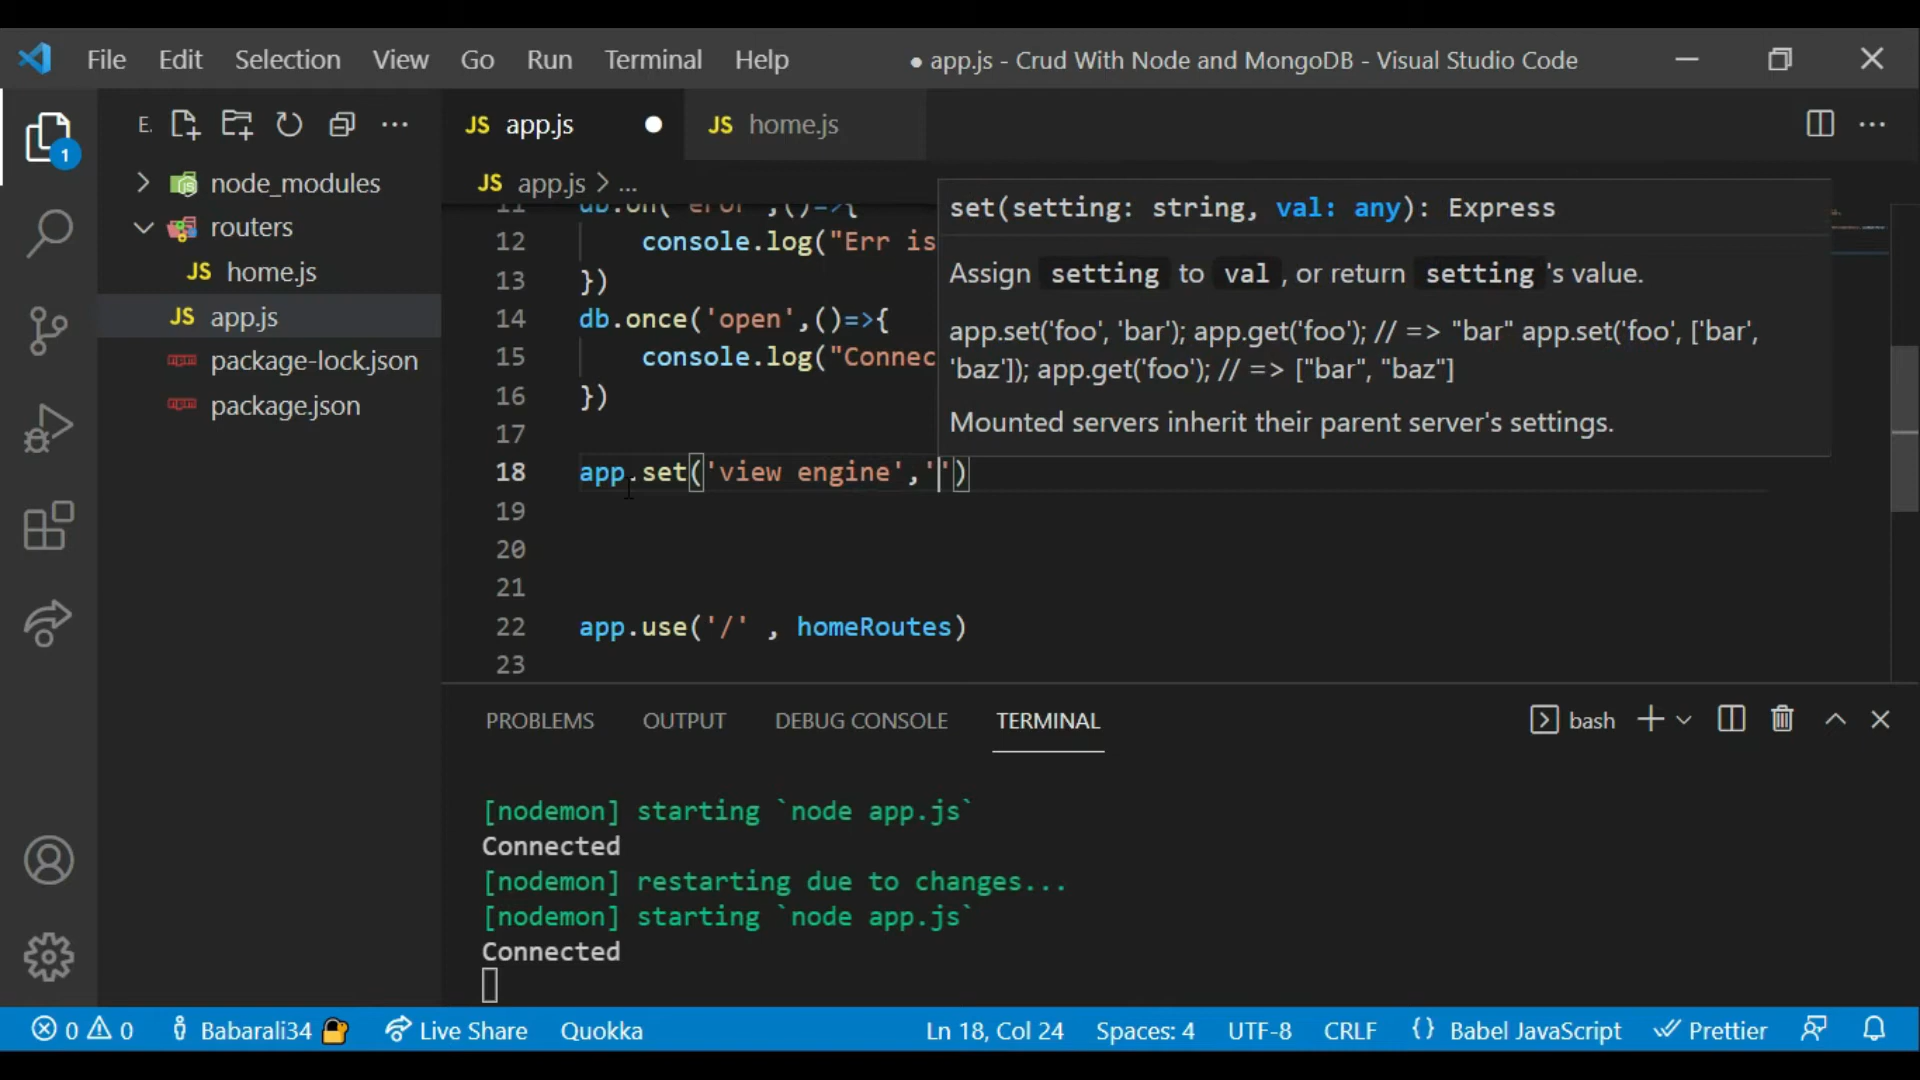 File Edit Selection View Go Run Terminal Help ● app.js - Crud With Node and MongoDB - Visual Studio Code
E.
JS app.js ● JS home.js
1
node_modules
routers
JS home.js
JS app.js
package-lock.json
package.json
JS app.js > ...
11 db.on('eror',()=>{
12 console.log("Err is
13 })
14 db.once('open',()=>{
15 console.log("Connec
16 })
17
18 app.set('view engine','')
19
20
21
22 app.use('/' , homeRoutes)
23
set(setting: string, val: any): Express
Assign setting to val, or return setting's value.
app.set('foo', 'bar'); app.get('foo'); // => "bar" app.set('foo', ['bar',
'baz']); app.get('foo'); // => ["bar", "baz"]
Mounted servers inherit their parent server's settings.
PROBLEMS OUTPUT DEBUG CONSOLE TERMINAL bash
[nodemon] starting `node app.js`
Connected
[nodemon] restarting due to changes...
[nodemon] starting `node app.js`
Connected
0 0 Babarali34 Live Share Quokka Ln 18, Col 24 Spaces: 4 UTF-8 CRLF {} Babel JavaScript Prettier